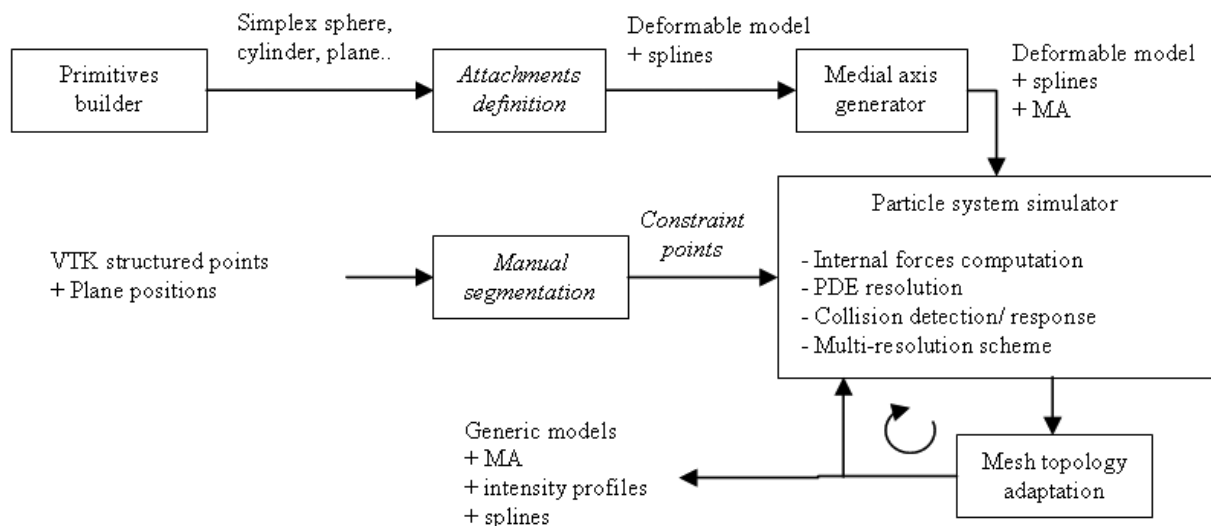 Simplex sphere,
cylinder, plane..
Deformable model
+ splines
Deformable model
+ splines
+ MA
Primitives
builder
Attachments
definition
Medial axis
generator
VTK structured points
+ Plane positions
Manual
segmentation
Constraint
points
Particle system simulator
- Internal forces computation
- PDE resolution
- Collision detection/ response
- Multi-resolution scheme
Generic models
+ MA
+ intensity profiles
+ splines
Mesh topology
adaptation